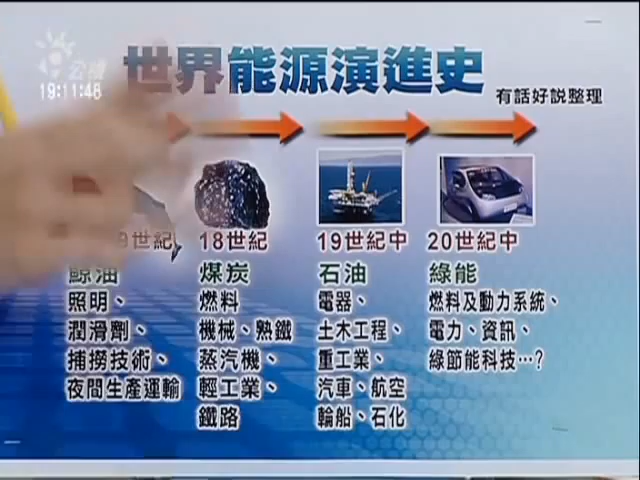 公視
19:11:48
世界能源演進史
有話好說整理
世紀
18世紀
19世紀中
20世紀中
鯨油
煤炭
石油
綠能
照明、
潤滑劑、
捕撈技術、
夜間生產運輸
燃料
機械、熟鐵
蒸汽機、
輕工業、
鐵路
電器、
土木工程、
重工業、
汽車、航空
輪船、石化
燃料及動力系統、
電力、資訊、
綠節能科技…?